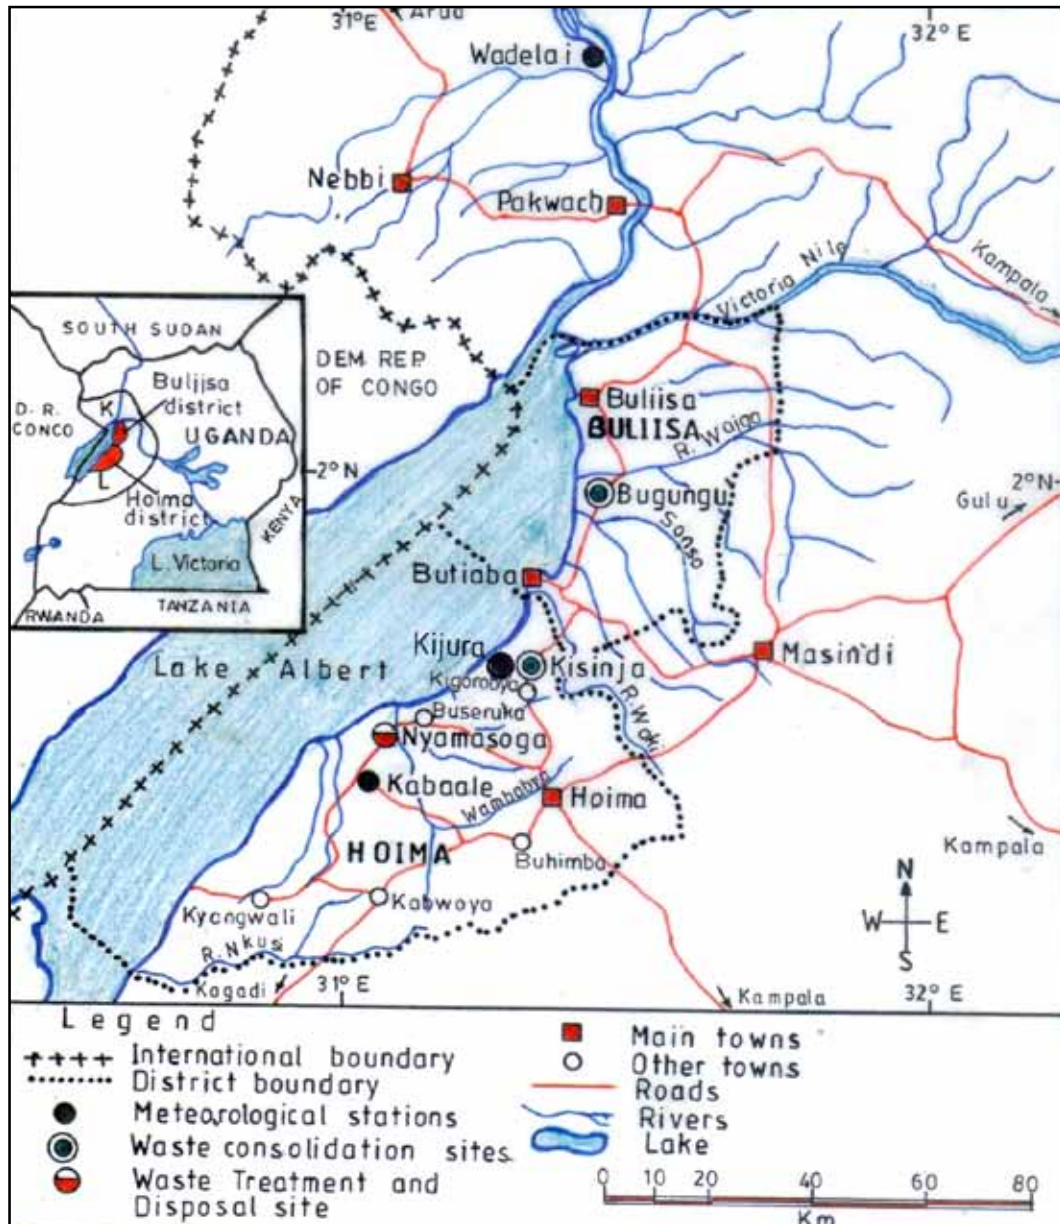 31°E
Arua
32° E
Wadelai
Nebbi
Pakwach
Kampala
Victoria Nile
SOUTH SUDAN
Buliisa
district
D. R.
CONCO
K
UGANDA
L
Hoima
district
KENYA
L. Victoria
RWANDA
TANZANIA
DEM REP.
OF CONGO
Buliisa
BULIISA
R. Waiga
2° N
2°N
Bugungu
Gulu
Sonso
Butiaba
Kijura
Kisinja
Masindi
Lake Albert
Kigorobya
Buseruka
R. Waki
Nyamasoga
Kabaale
Wambabya
Hoima
HOIMA
Buhimba
Kampala
N
W E
S
Kyangwali
Kabwoya
R. Nkusi
Kagadi
31° E
Kampala
32° E
Legend
International boundary
District boundary
Meteorological stations
Waste consolidation sites
Waste Treatment and
Disposal site
Main towns
Other towns
Roads
Rivers
Lake
0 10 20 40 60 80
Km